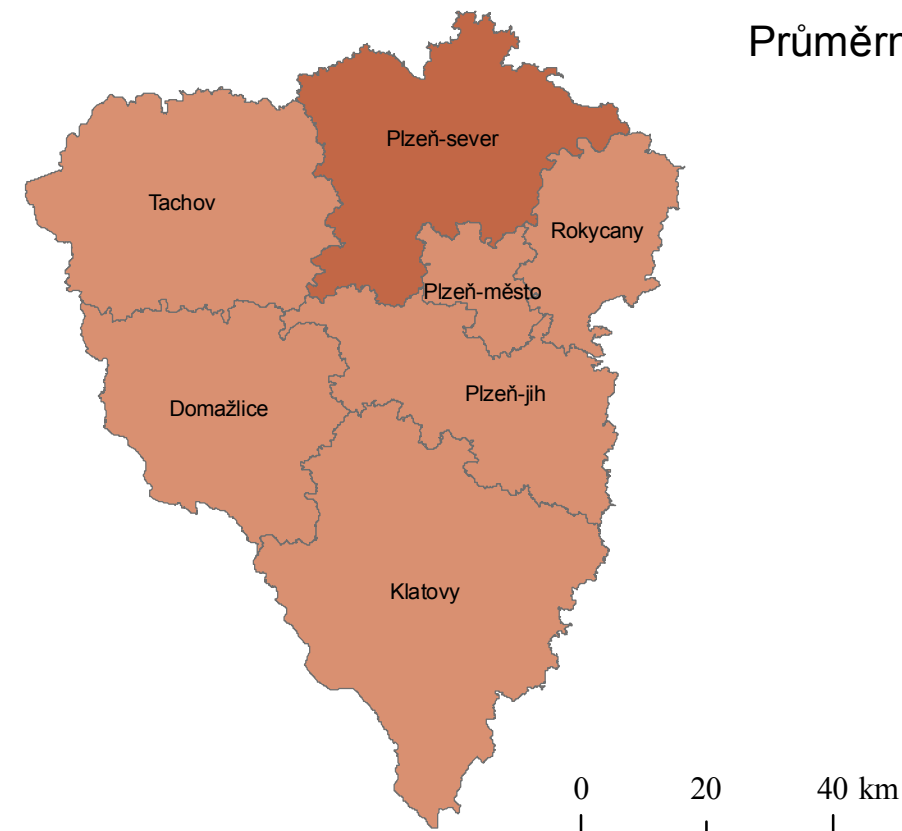 Průměrn
Plzeň-sever
Tachov
Rokycany
Plzeň-město
Plzeň-jih
Domažlice
Klatovy
0 20 40 km